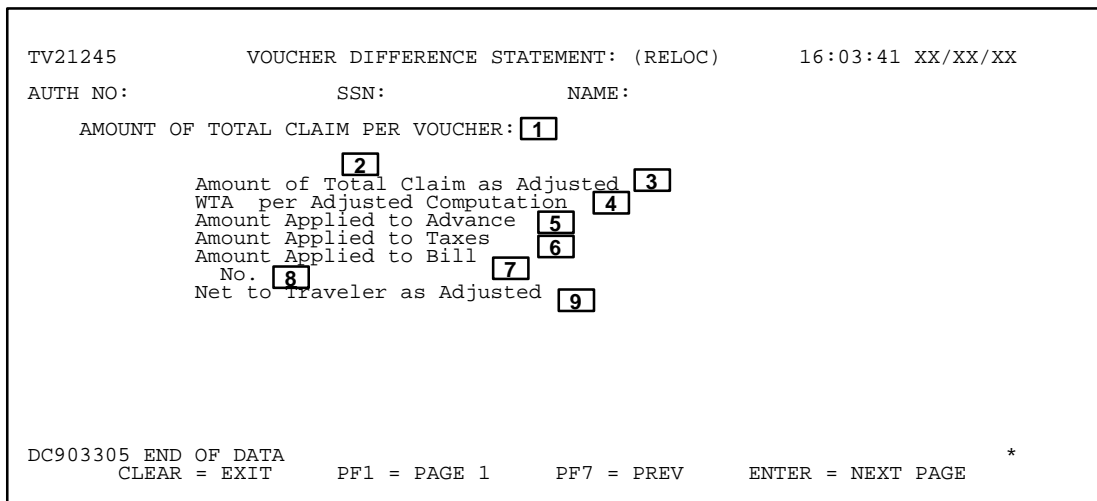 TV21245 VOUCHER DIFFERENCE STATEMENT: (RELOC) 16:03:41 XX/XX/XX
AUTH NO: SSN: NAME:
AMOUNT OF TOTAL CLAIM PER VOUCHER: 1
2
Amount of Total Claim as Adjusted 3
WTA per Adjusted Computation 4
Amount Applied to Advance 5
Amount Applied to Taxes 6
Amount Applied to Bill 7
No. 8
Net to Traveler as Adjusted 9
DC903305 END OF DATA *
CLEAR = EXIT PF1 = PAGE 1 PF7 = PREV ENTER = NEXT PAGE